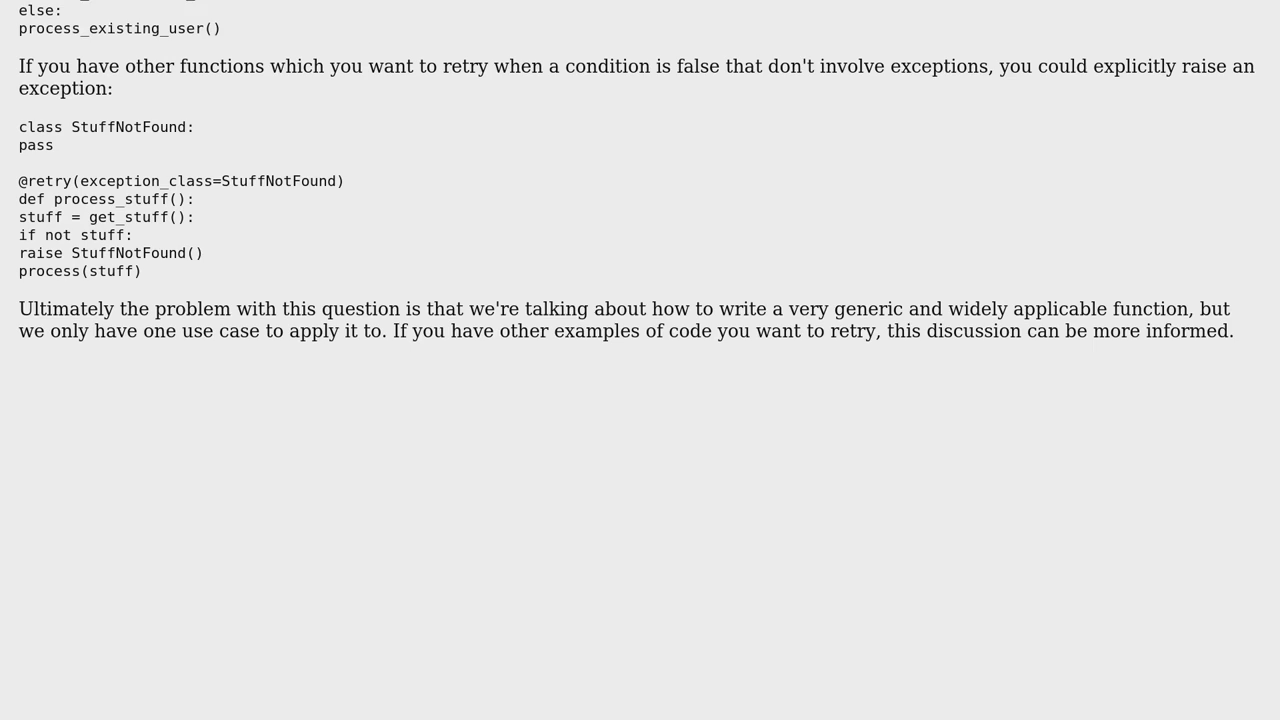 else:
process_existing_user()
If you have other functions which you want to retry when a condition is false that don't involve exceptions, you could explicitly raise an
exception:
class StuffNotFound:
pass
@retry(exception_class=StuffNotFound)
def process_stuff():
stuff = get_stuff():
if not stuff:
raise StuffNotFound()
process(stuff)
Ultimately the problem with this question is that we're talking about how to write a very generic and widely applicable function, but
we only have one use case to apply it to. If you have other examples of code you want to retry, this discussion can be more informed.